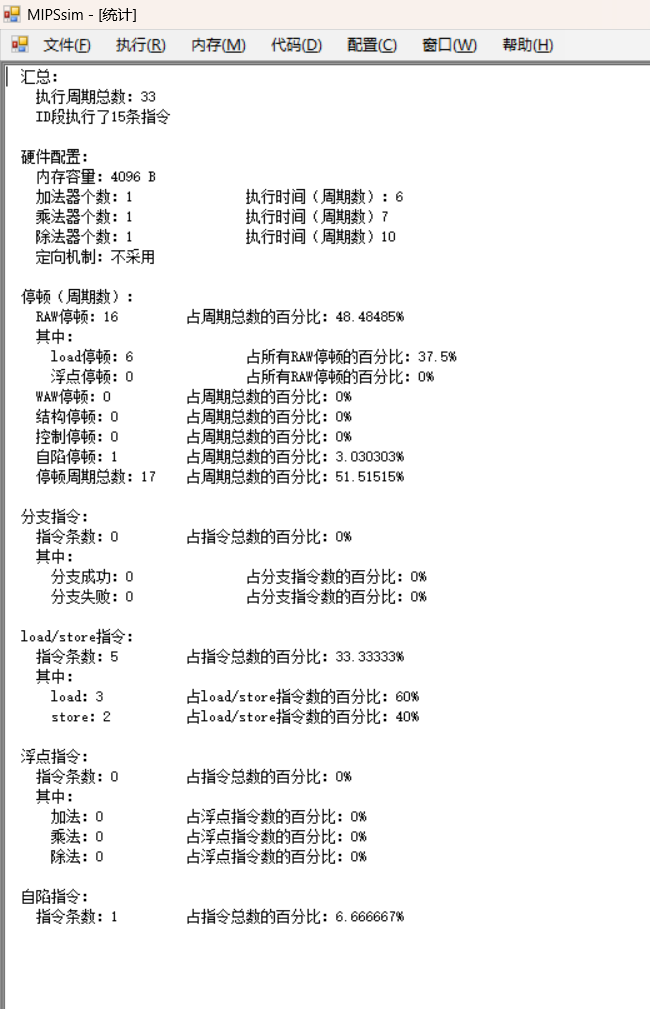 MIPSsim - [统计]
文件(F) 执行(R) 内存(M) 代码(D) 配置(C) 窗口(W) 帮助(H)
汇总:
执行周期总数: 33
ID段执行了15条指令
硬件配置:
内存容量: 4096 B
加法器个数: 1 执行时间（周期数）: 6
乘法器个数: 1 执行时间（周期数）7
除法器个数: 1 执行时间（周期数）10
定向机制: 不采用
停顿（周期数）:
RAW停顿: 16 占周期总数的百分比: 48.48485%
其中:
load停顿: 6 占所有RAW停顿的百分比: 37.5%
浮点停顿: 0 占所有RAW停顿的百分比: 0%
WAW停顿: 0 占周期总数的百分比: 0%
结构停顿: 0 占周期总数的百分比: 0%
控制停顿: 0 占周期总数的百分比: 0%
自陷停顿: 1 占周期总数的百分比: 3.030303%
停顿周期总数: 17 占周期总数的百分比: 51.51515%
分支指令:
指令条数: 0 占指令总数的百分比: 0%
其中:
分支成功: 0 占分支指令数的百分比: 0%
分支失败: 0 占分支指令数的百分比: 0%
load/store指令:
指令条数: 5 占指令总数的百分比: 33.33333%
其中:
load: 3 占load/store指令数的百分比: 60%
store: 2 占load/store指令数的百分比: 40%
浮点指令:
指令条数: 0 占指令总数的百分比: 0%
其中:
加法: 0 占浮点指令数的百分比: 0%
乘法: 0 占浮点指令数的百分比: 0%
除法: 0 占浮点指令数的百分比: 0%
自陷指令:
指令条数: 1 占指令总数的百分比: 6.666667%